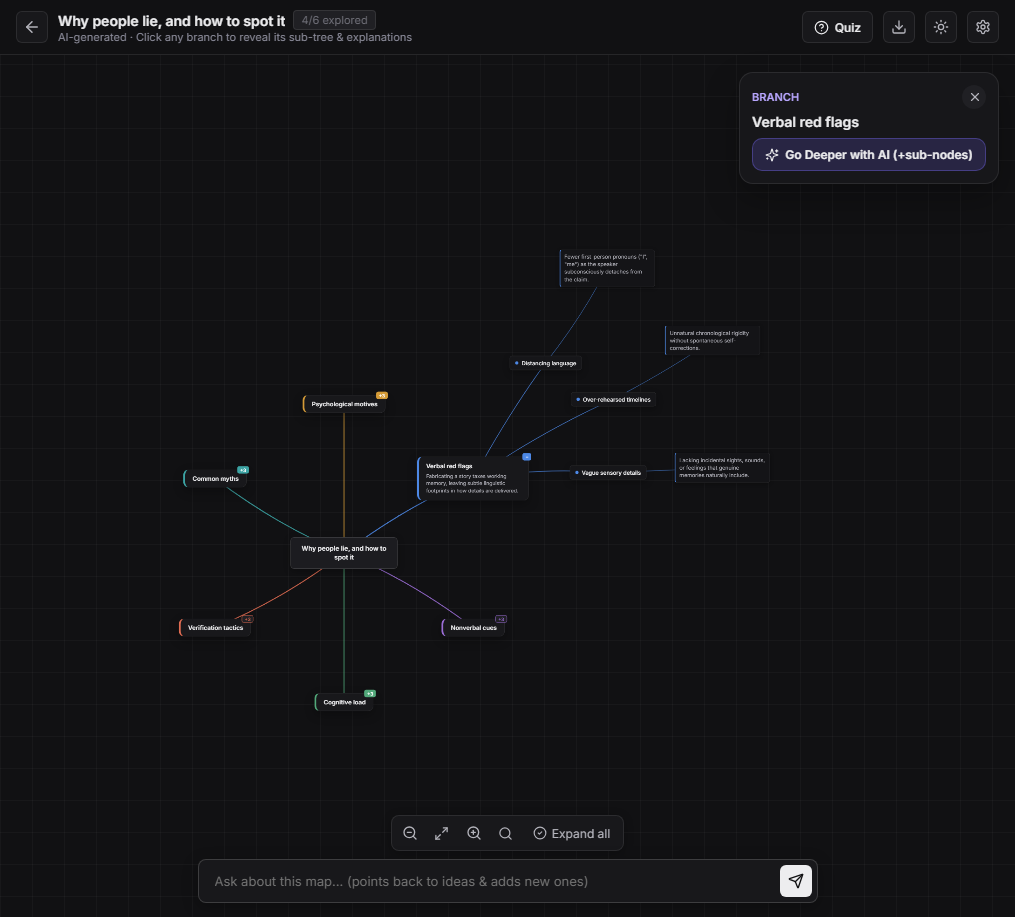 Why people lie, and how to spot it
4/6 explored
AI-generated · Click any branch to reveal its sub-tree & explanations
Quiz
BRANCH
Verbal red flags
Go Deeper with AI (+sub-nodes)
Fewer first-person pronouns ("I",
"me") as the speaker
subconsciously detaches from
the claim.
Unnatural chronological rigidity
without spontaneous self-
corrections.
Distancing language
Over-rehearsed timelines
+3
Psychological motives
Verbal red flags
Fabricating a story taxes working
memory, leaving subtle linguistic
footprints in how details are delivered.
Vague sensory details
Lacking incidental sights, sounds,
or feelings that genuine
memories naturally include.
+3
Common myths
Why people lie, and how to
spot it
+3
Verification tactics
+3
Nonverbal cues
+3
Cognitive load
Expand all
Ask about this map... (points back to ideas & adds new ones)